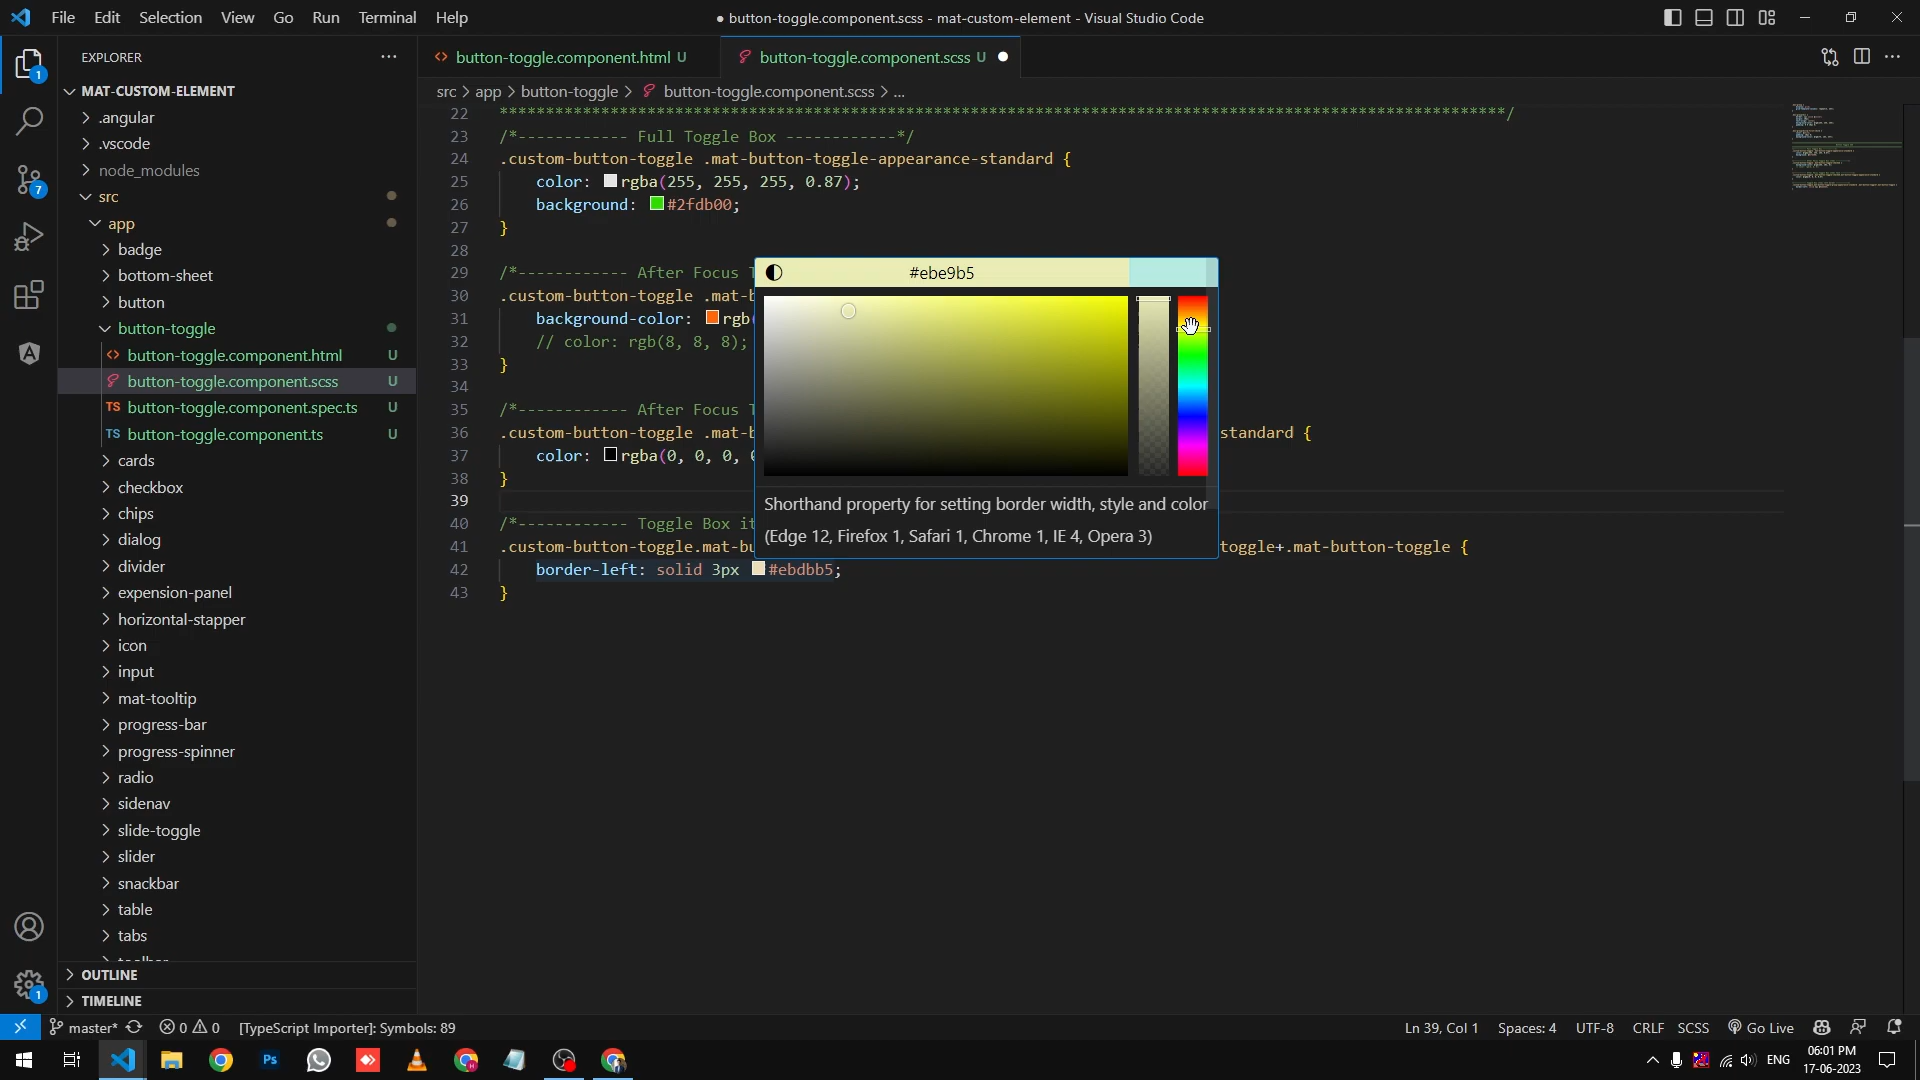 File Edit Selection View Go Run Terminal Help
● button-toggle.component.scss - mat-custom-element - Visual Studio Code
EXPLORER
button-toggle.component.html U
button-toggle.component.scss U
src > app > button-toggle > button-toggle.component.scss > ...
MAT-CUSTOM-ELEMENT
.angular
.vscode
node_modules
src
app
badge
bottom-sheet
button
button-toggle
button-toggle.component.html U
button-toggle.component.scss U
TS button-toggle.component.spec.ts U
TS button-toggle.component.ts U
cards
checkbox
chips
dialog
divider
expension-panel
horizontal-stapper
icon
input
mat-tooltip
progress-bar
progress-spinner
radio
sidenav
slide-toggle
slider
snackbar
table
tabs
OUTLINE
TIMELINE
1
7
1
22
23 /*------------ Full Toggle Box ------------*/
24 .custom-button-toggle .mat-button-toggle-appearance-standard {
25 color: rgba(255, 255, 255, 0.87);
26 background: #2fdb00;
27 }
28
29 /*------------ After Focus
30 .custom-button-toggle
31 background-color: rgb(
32 // color: rgb(8, 8, 8);
33 }
34
35 /*------------ After Focus
36 .custom-button-toggle standard {
37 color: rgba(0, 0, 0,
38 }
39
40 /*------------ Toggle Box
41 .custom-button-toggle toggle+.mat-button-toggle {
42 border-left: solid 3px #ebdbb5;
43 }
#ebe9b5
Shorthand property for setting border width, style and color
(Edge 12, Firefox 1, Safari 1, Chrome 1, IE 4, Opera 3)
master* 0 0 [TypeScript Importer]: Symbols: 89
Ln 39, Col 1 Spaces: 4 UTF-8 CRLF SCSS Go Live
Ps
ENG
06:01 PM
17-06-2023